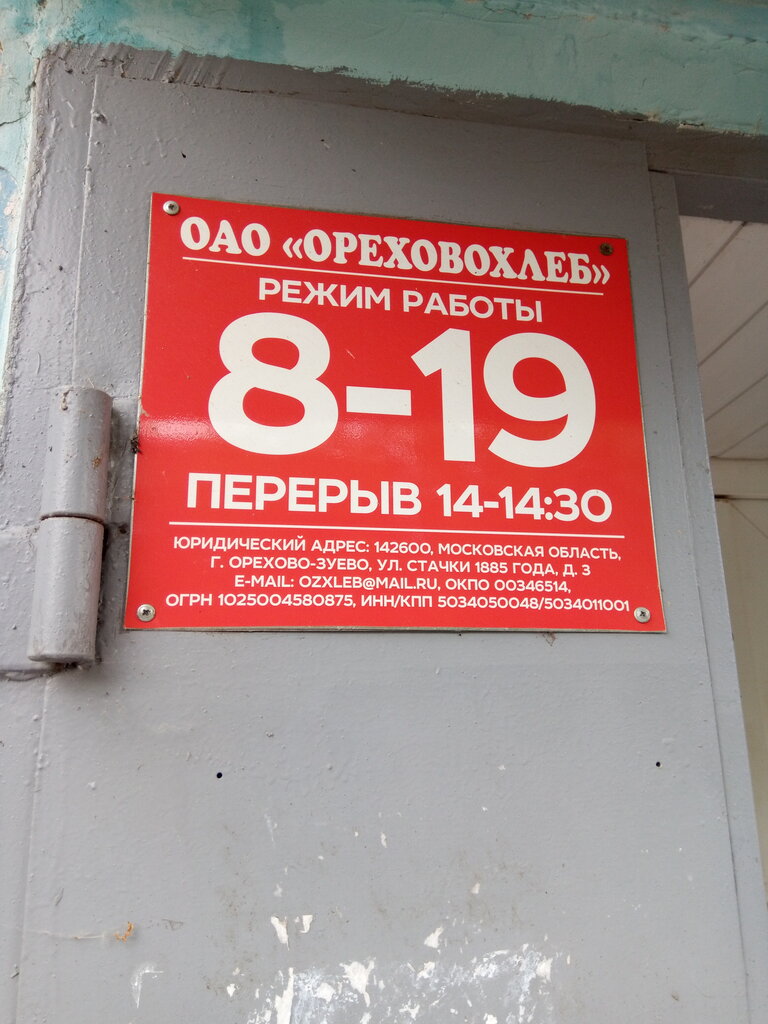 ОАО «ОРЕХОВОХЛЕБ»
РЕЖИМ РАБОТЫ
8-19
ПЕРЕРЫВ 14-14:30
ЮРИДИЧЕСКИЙ АДРЕС: 142600, МОСКОВСКАЯ ОБЛАСТЬ,
Г. ОРЕХОВО-ЗУЕВО, УЛ. СТАЧКИ 1885 ГОДА, Д. 3
E-MAIL: OZXLEB@MAIL.RU, ОКПО 00346514,
ОГРН 1025004580875, ИНН/КПП 5034050048/5034011001